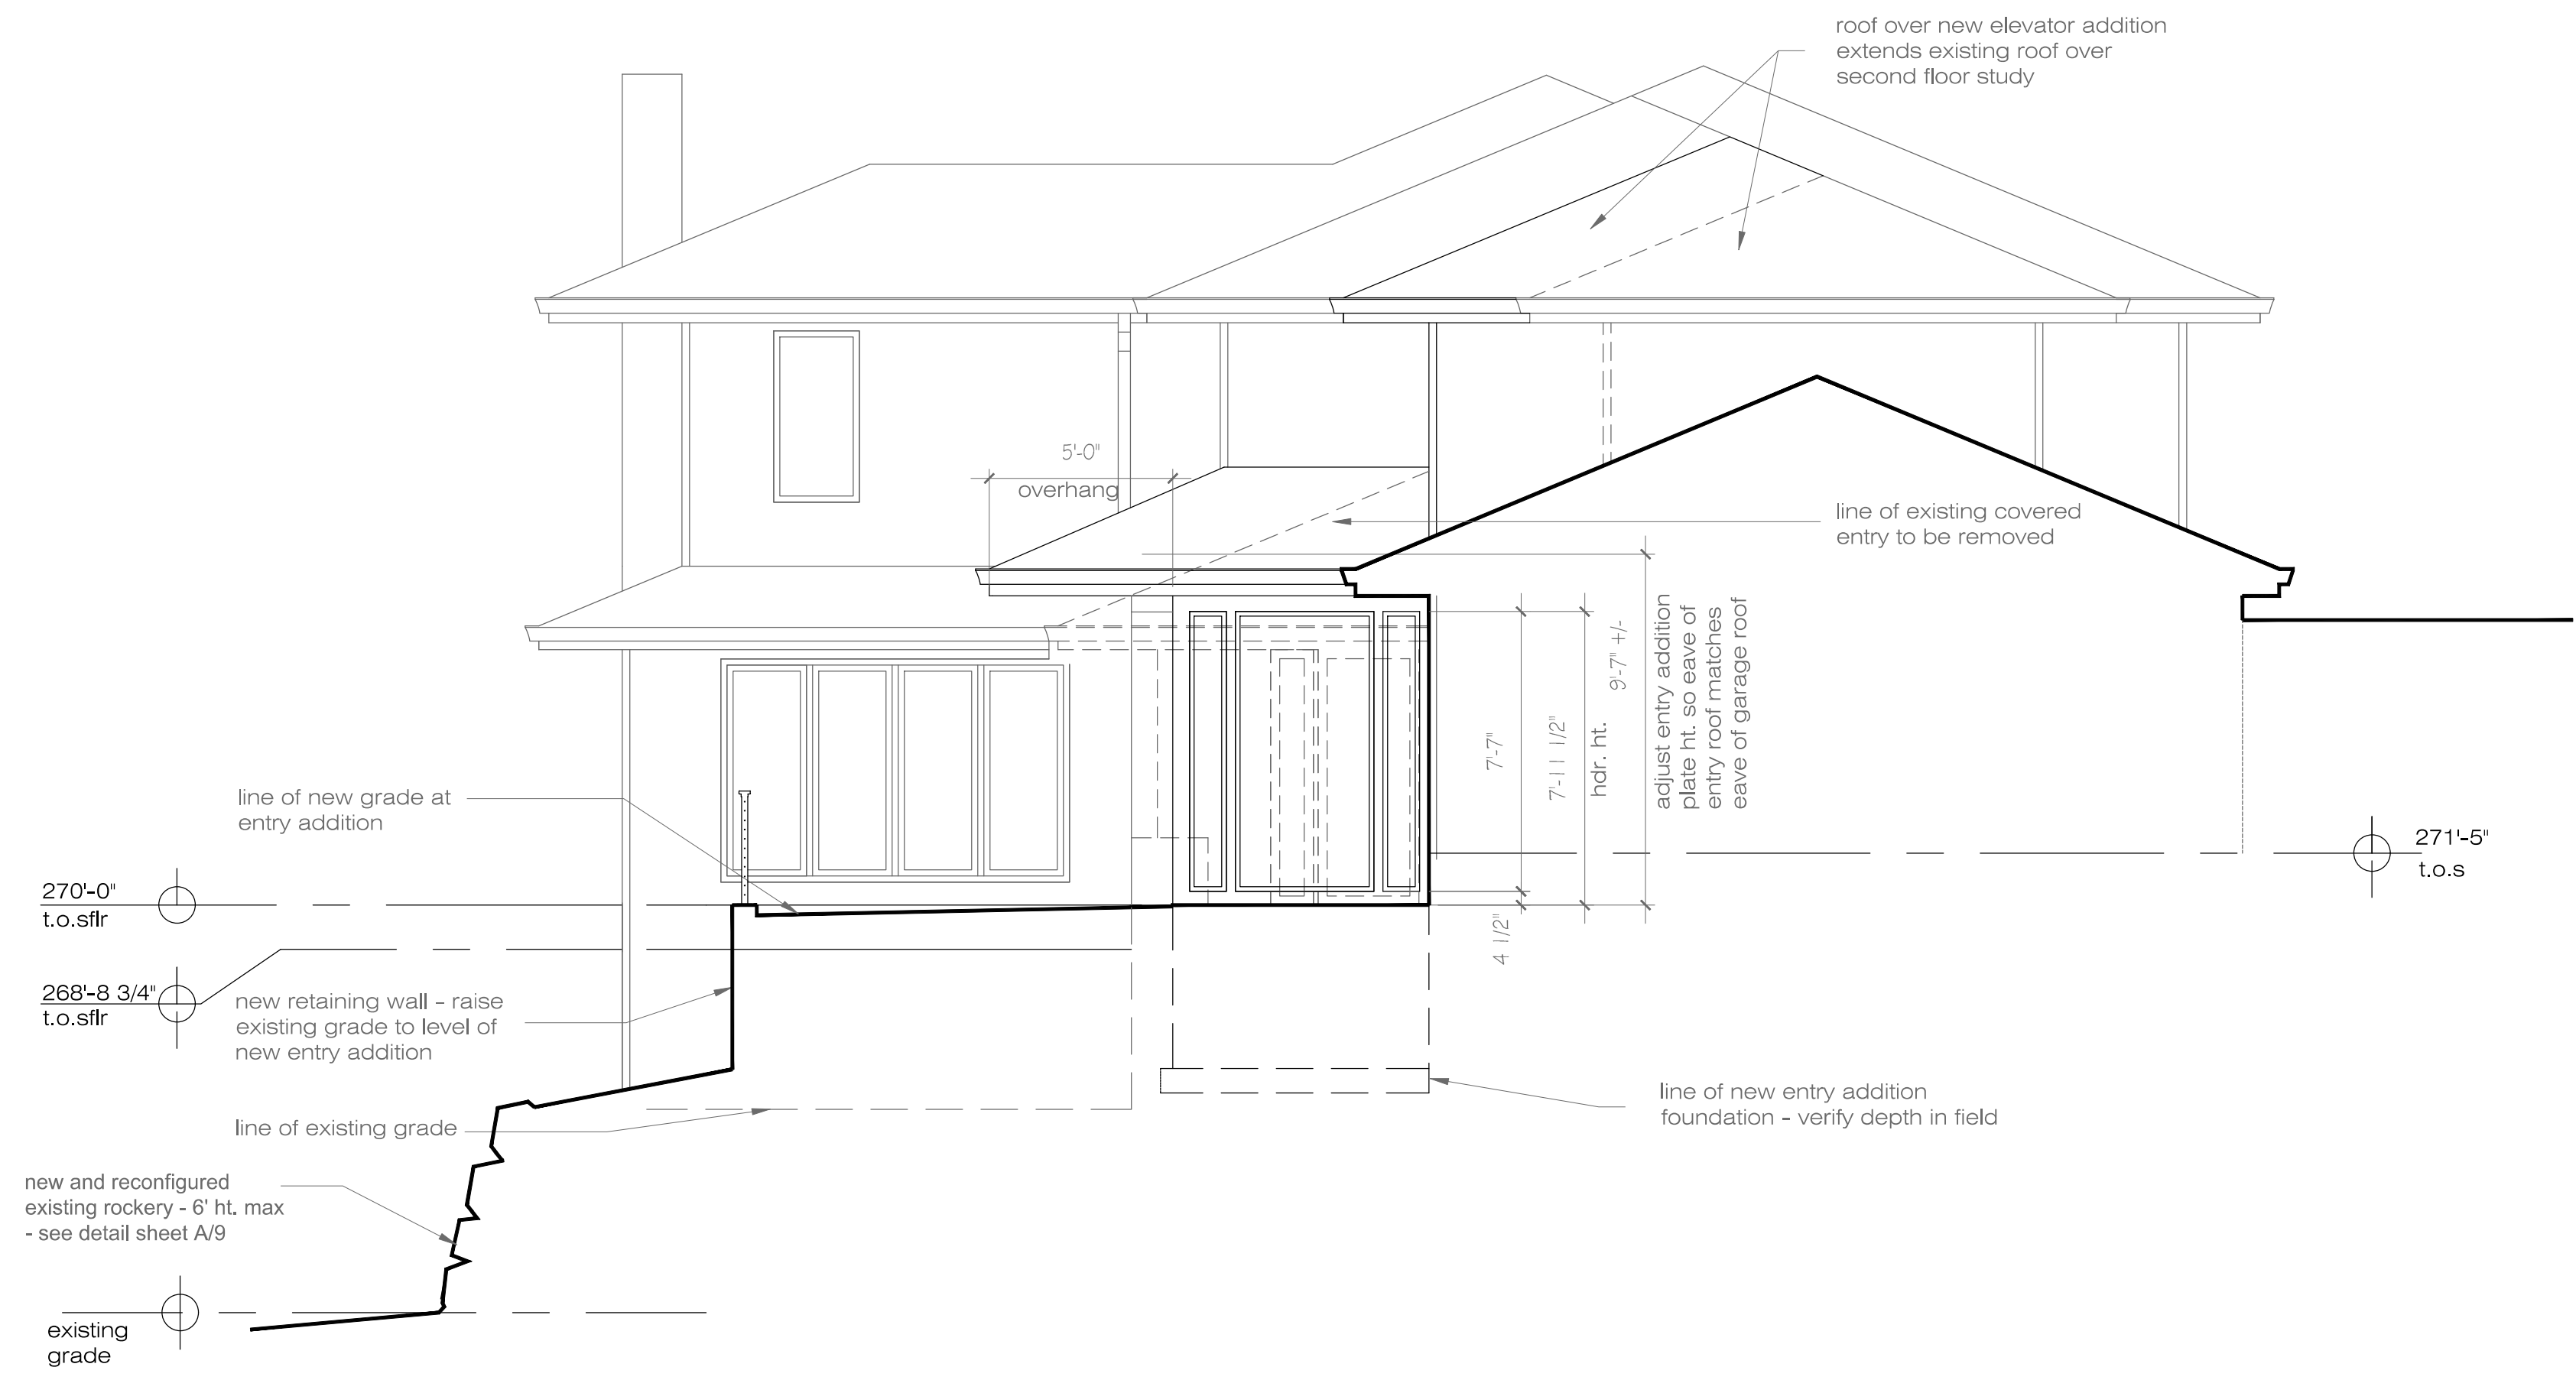 roof over new elevator addition
extends existing roof over
second floor study
5'-0"
overhang
line of existing covered
entry to be removed
7'-7"
4 1/2"
7'-11 1/2"
hdr. ht.
9'-7" +/-
adjust entry addition
plate ht. so eave of
entry roof matches
eave of garage roof
line of new grade at
entry addition
271'-5"
t.o.s
270'-0"
t.o.sflr
268'-8 3/4"
t.o.sflr
new retaining wall - raise
existing grade to level of
new entry addition
line of existing grade
line of new entry addition
foundation - verify depth in field
new and reconfigured
existing rockery - 6' ht. max
- see detail sheet A/9
existing
grade